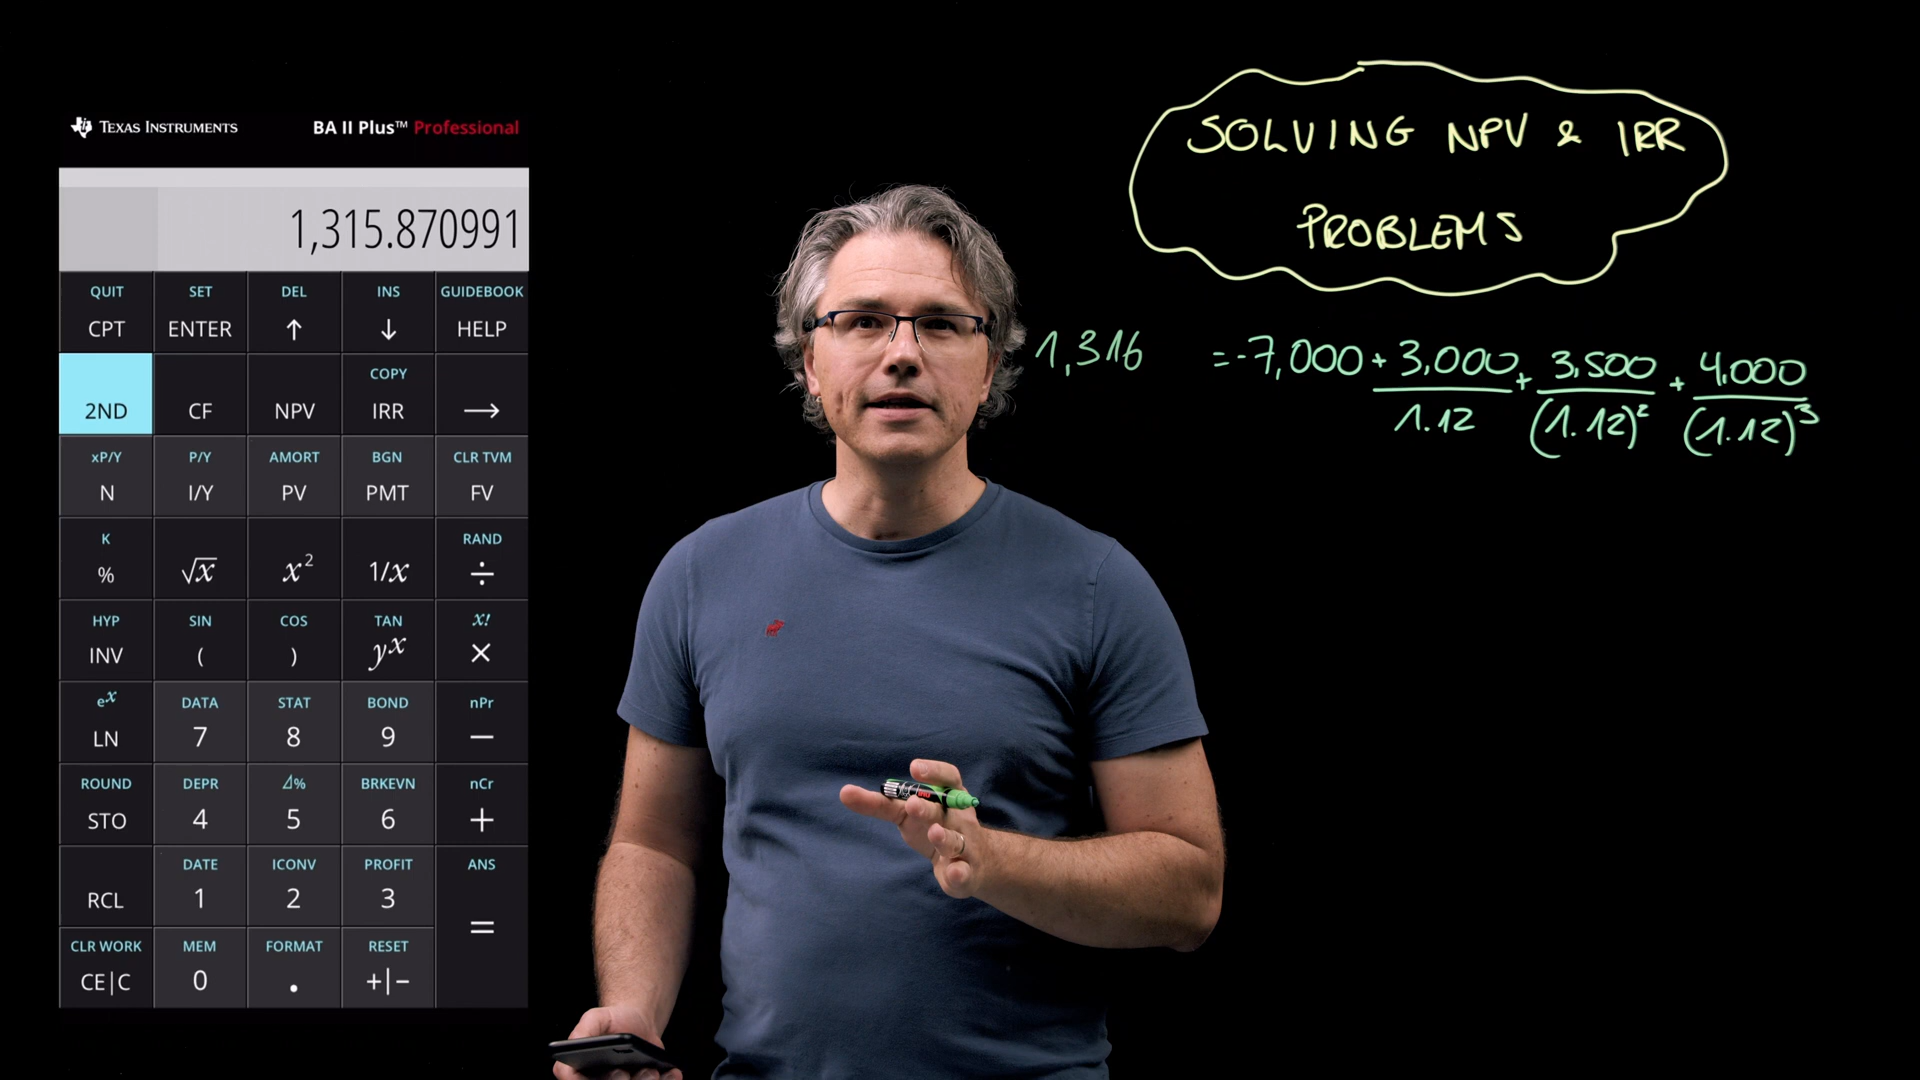 TEXAS INSTRUMENTS BA II Plus™ Professional
1,315.870991
QUIT SET DEL INS GUIDEBOOK
CPT ENTER ↑ ↓ HELP
COPY
2ND CF NPV IRR →
xP/Y P/Y AMORT BGN CLR TVM
N I/Y PV PMT FV
K RAND
% √x x² 1/x ÷
HYP SIN COS TAN x!
INV ( ) yˣ ×
eˣ DATA STAT BOND nPr
LN 7 8 9 −
ROUND DEPR Δ% BRKEVN nCr
STO 4 5 6 +
DATE ICONV PROFIT ANS
RCL 1 2 3 =
CLR WORK MEM FORMAT RESET
CE|C 0 . +|−
SOLVING NPV & IRR
PROBLEMS
1,316 = -7,000 + 3,000 + 3,500 + 4,000
1.12 (1.12)² (1.12)³